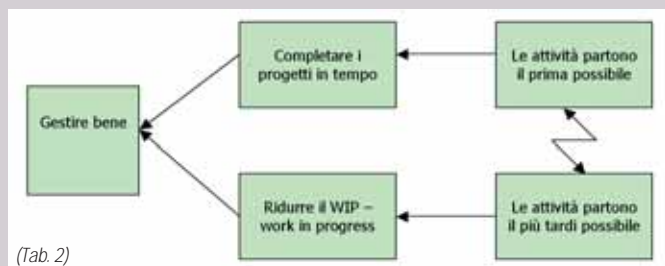 Gestire bene
Completare i
progetti in tempo
Le attività partono
il prima possibile
Ridurre il WIP –
work in progress
Le attività partono
il più tardi possibile
(Tab. 2)